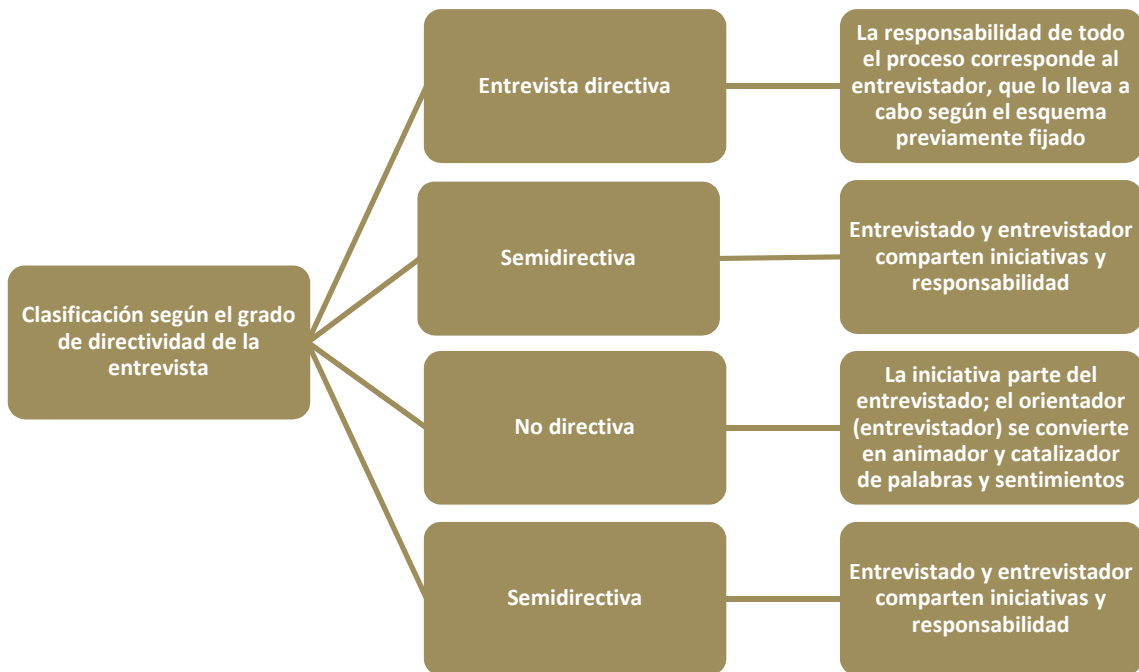 Clasificación según el grado
de directividad de la
entrevista
Entrevista directiva
La responsabilidad de todo
el proceso corresponde al
entrevistador, que lo lleva a
cabo según el esquema
previamente fijado
Semidirectiva
Entrevistado y entrevistador
comparten iniciativas y
responsabilidad
No directiva
La iniciativa parte del
entrevistado; el orientador
(entrevistador) se convierte
en animador y catalizador
de palabras y sentimientos
Semidirectiva
Entrevistado y entrevistador
comparten iniciativas y
responsabilidad